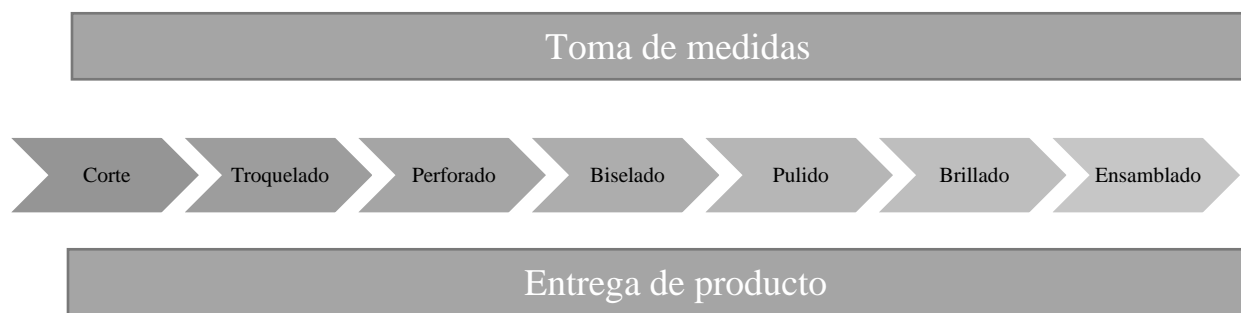 Toma de medidas
Corte Troquelado Perforado Biselado Pulido Brillado Ensamblado
Entrega de producto